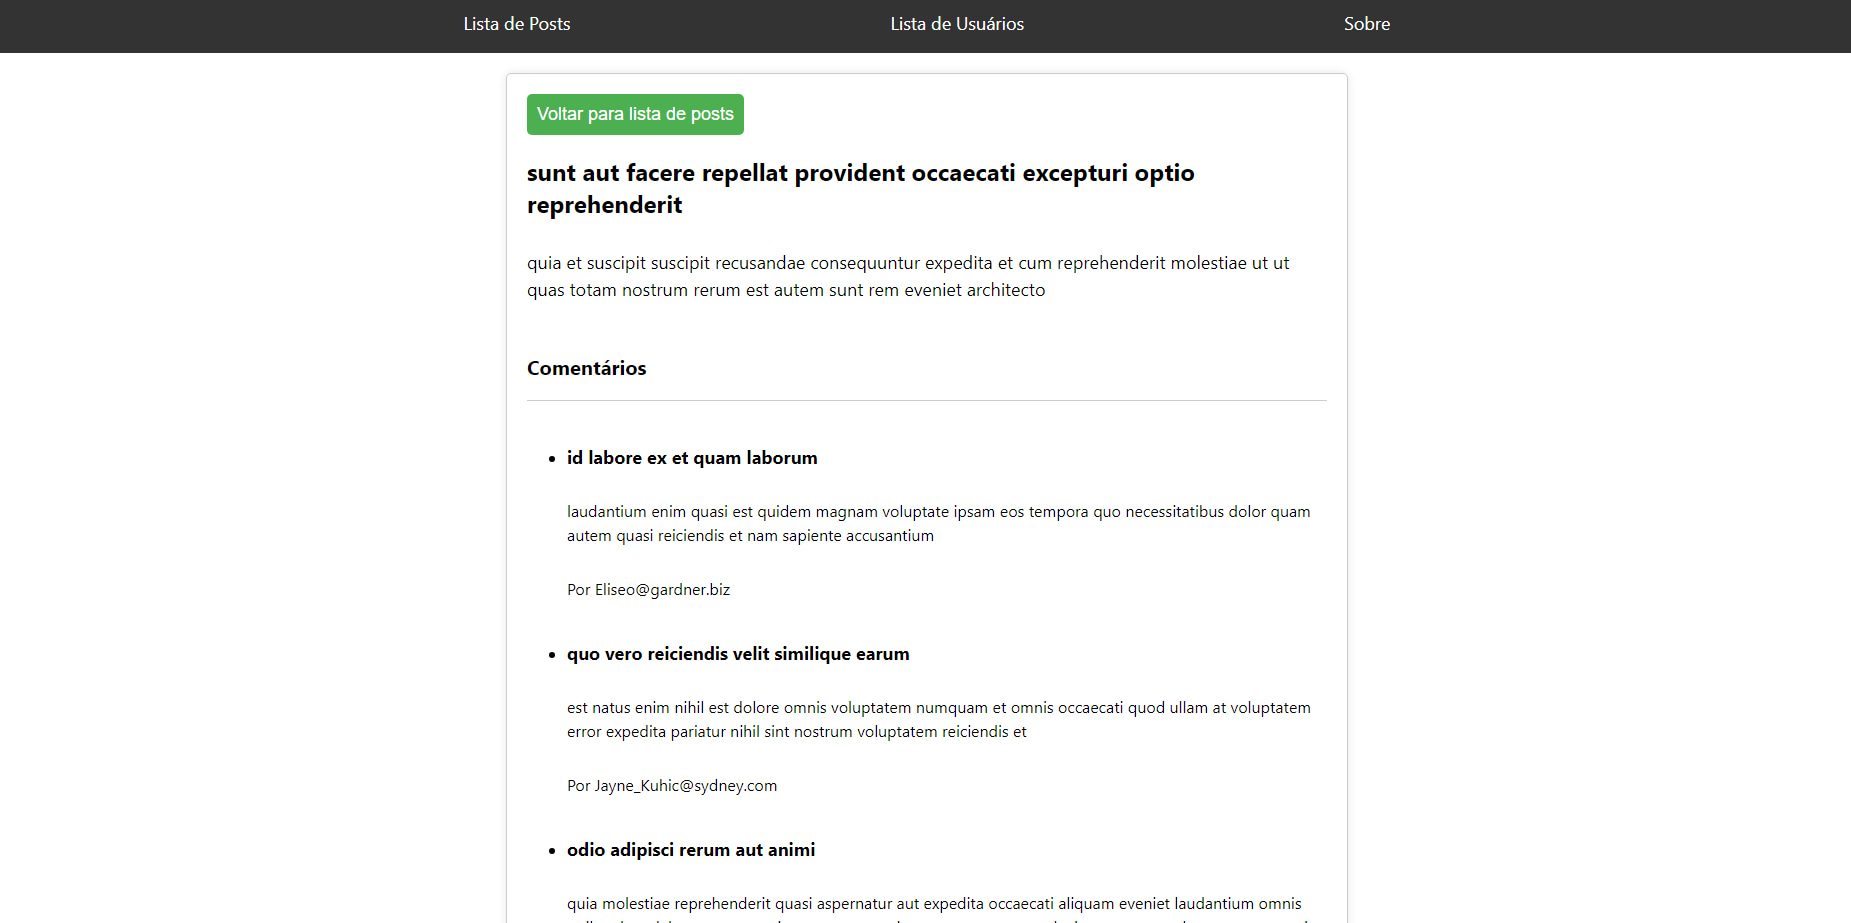 Lista de Posts
Lista de Usuários
Sobre
Voltar para lista de posts
sunt aut facere repellat provident occaecati excepturi optio
reprehenderit
quia et suscipit suscipit recusandae consequuntur expedita et cum reprehenderit molestiae ut ut
quas totam nostrum rerum est autem sunt rem eveniet architecto
Comentários
id labore ex et quam laborum
laudantium enim quasi est quidem magnam voluptate ipsam eos tempora quo necessitatibus dolor quam
autem quasi reiciendis et nam sapiente accusantium
Por Eliseo@gardner.biz
quo vero reiciendis velit similique earum
est natus enim nihil est dolore omnis voluptatem numquam et omnis occaecati quod ullam at voluptatem
error expedita pariatur nihil sint nostrum voluptatem reiciendis et
Por Jayne_Kuhic@sydney.com
odio adipisci rerum aut animi
quia molestiae reprehenderit quasi aspernatur aut expedita occaecati aliquam eveniet laudantium omnis